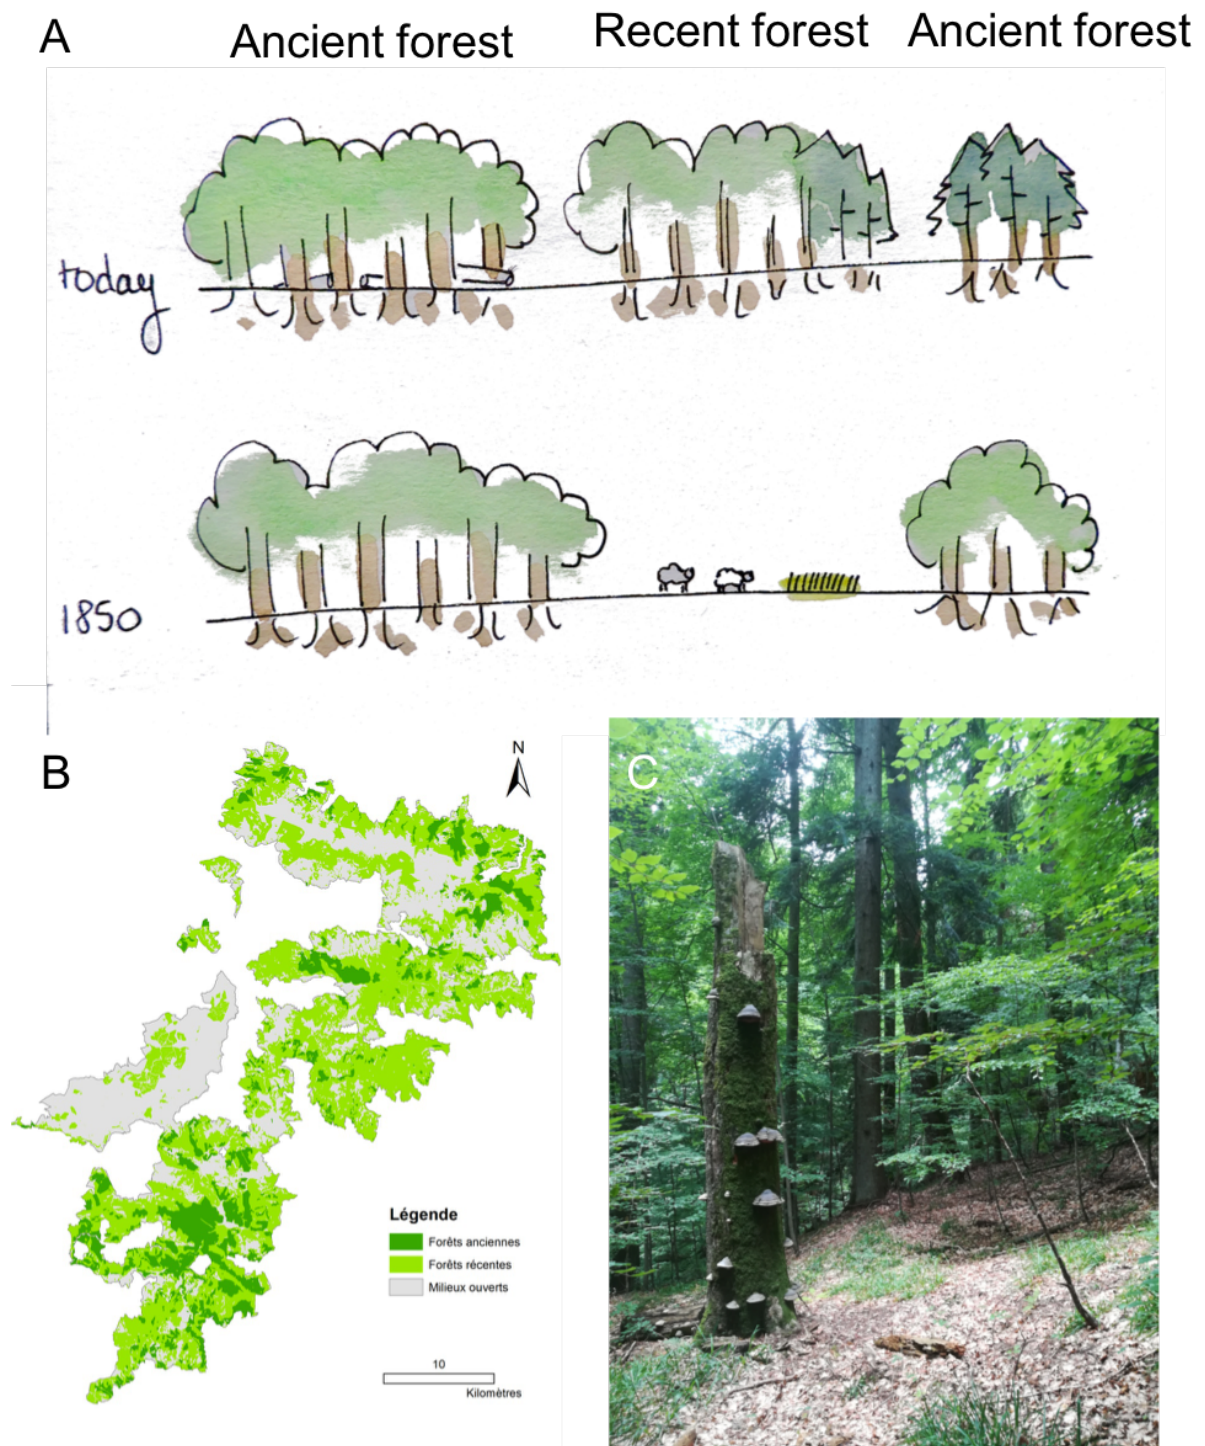 A
Ancient forest
Recent forest
Ancient forest
today
1850
B
N
C
Légende
Forêts anciennes
Forêts récentes
Milieux ouverts
10
Kilomètres